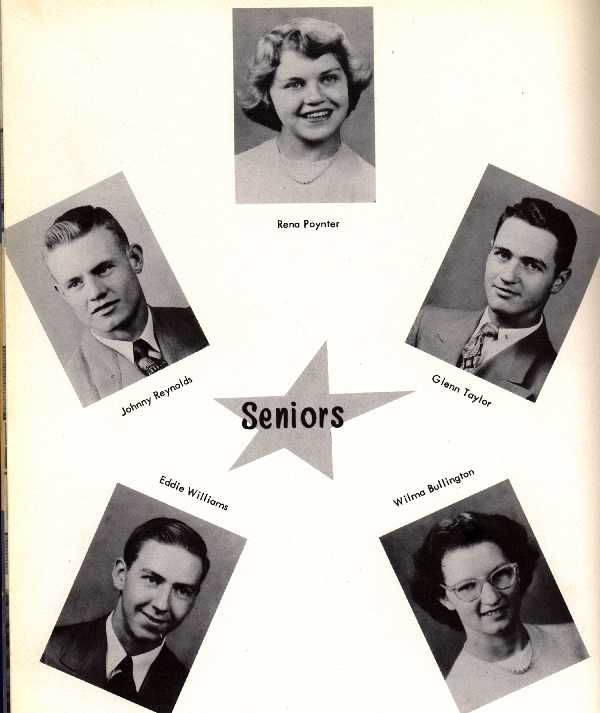 Rena Poynter
Johnny Reynolds
Glenn Taylor
Seniors
Eddie Williams
Wilma Bullington